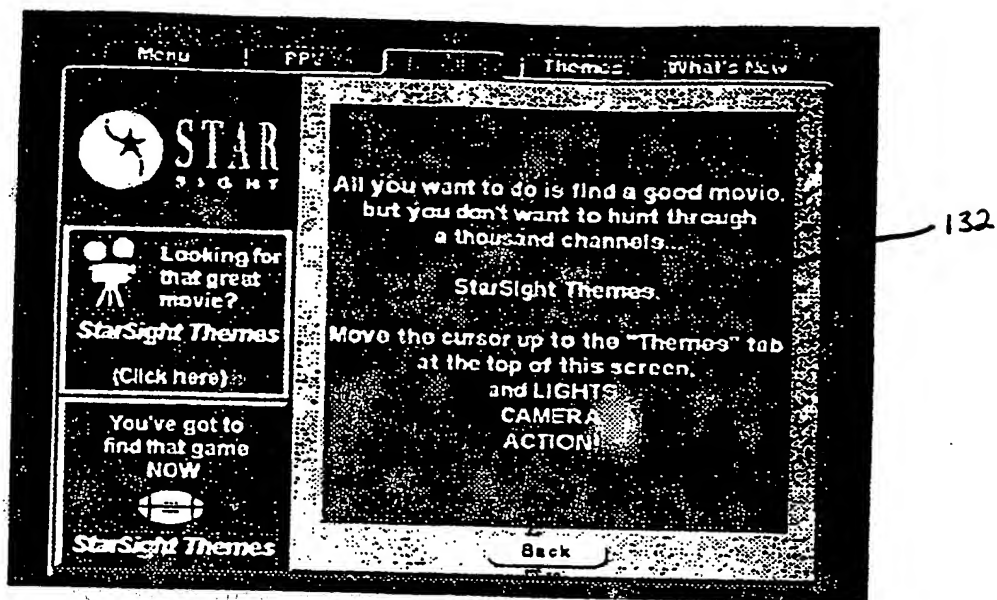 Menu
PPV
Themes
What's New
STAR
SIGHT
Looking for
that great
movie?
StarSight Themes
(Click here)
You've got to
find that game
NOW
StarSight Themes
All you want to do is find a good movie,
but you don't want to hunt through
a thousand channels...
StarSight Themes.
Move the cursor up to the "Themes" tab
at the top of this screen,
and LIGHTS
CAMERA
ACTION!
Back
132